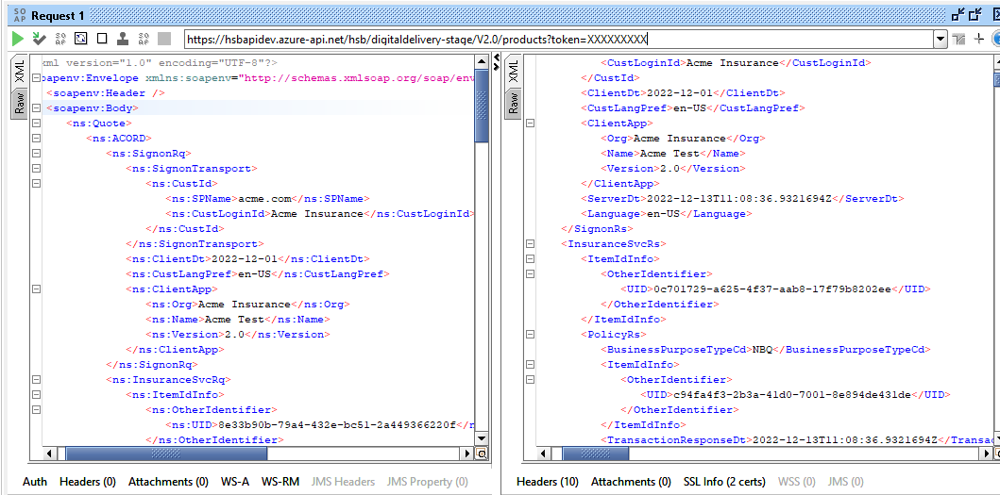 SO AP Request 1
https://hsbapidev.azure-api.net/hsb/digitaldelivery-stage/V2.0/products?token=XXXXXXXXX
XML
Raw
xml version="1.0" encoding="UTF-8"?>
oapenv:Envelope xmlns:soapenv="http://schemas.xmlsoap.org/soap/env
<soapenv:Header />
<soapenv:Body>
<ns:Quote>
<ns:ACORD>
<ns:SignonRq>
<ns:SignonTransport>
<ns:CustId>
<ns:SPName>acme.com</ns:SPName>
<ns:CustLoginId>Acme Insurance</ns:CustLoginId>
</ns:CustId>
</ns:SignonTransport>
<ns:ClientDt>2022-12-01</ns:ClientDt>
<ns:CustLangPref>en-US</ns:CustLangPref>
<ns:ClientApp>
<ns:Org>Acme Insurance</ns:Org>
<ns:Name>Acme Test</ns:Name>
<ns:Version>2.0</ns:Version>
</ns:ClientApp>
</ns:SignonRq>
<ns:InsuranceSvcRq>
<ns:ItemIdInfo>
<ns:OtherIdentifier>
<ns:UID>8e33b90b-79a4-432e-bc51-2a449366220f</n
</ns:OtherIdentifier>
Auth Headers (0) Attachments (0) WS-A WS-RM JMS Headers JMS Property (0)
XML
Raw
<CustLoginId>Acme Insurance</CustLoginId>
</CustId>
<ClientDt>2022-12-01</ClientDt>
<CustLangPref>en-US</CustLangPref>
<ClientApp>
<Org>Acme Insurance</Org>
<Name>Acme Test</Name>
<Version>2.0</Version>
</ClientApp>
<ServerDt>2022-12-13T11:08:36.9321694Z</ServerDt>
<Language>en-US</Language>
</SignonRs>
<InsuranceSvcRs>
<ItemIdInfo>
<OtherIdentifier>
<UID>0c701729-a625-4f37-aab8-17f79b8202ee</UID>
</OtherIdentifier>
</ItemIdInfo>
<PolicyRs>
<BusinessPurposeTypeCd>NBQ</BusinessPurposeTypeCd>
<ItemIdInfo>
<OtherIdentifier>
<UID>c94fa4f3-2b3a-41d0-7001-8e894de431de</UID>
</OtherIdentifier>
</ItemIdInfo>
<TransactionResponseDt>2022-12-13T11:08:36.9321694Z</Transac
Headers (10) Attachments (0) SSL Info (2 certs) WSS (0) JMS (0)